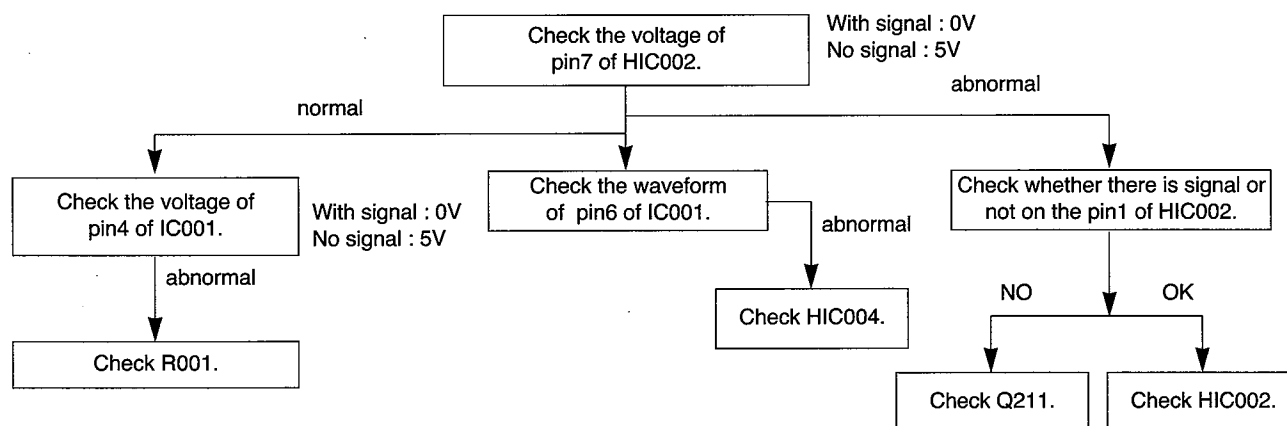 Check the voltage of
pin7 of HIC002.
With signal : 0V
No signal : 5V
normal
abnormal
Check the voltage of
pin4 of IC001.
With signal : 0V
No signal : 5V
Check the waveform
of pin6 of IC001.
Check whether there is signal or
not on the pin1 of HIC002.
abnormal
abnormal
NO
OK
Check HIC004.
Check R001.
Check Q211.
Check HIC002.